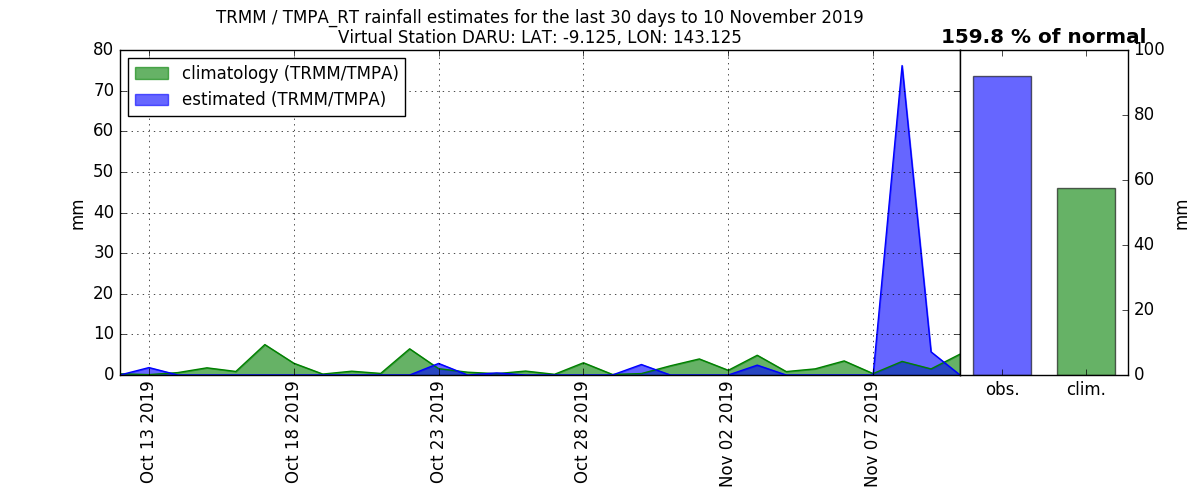 TRMM / TMPA_RT rainfall estimates for the last 30 days to 10 November 2019
Virtual Station DARU: LAT: -9.125, LON: 143.125
159.8 % of normal
climatology (TRMM/TMPA)
estimated (TRMM/TMPA)
80
70
60
50
40
30
20
10
0
mm
Oct 13 2019
Oct 18 2019
Oct 23 2019
Oct 28 2019
Nov 02 2019
Nov 07 2019
obs.
clim.
100
80
60
40
20
0
mm